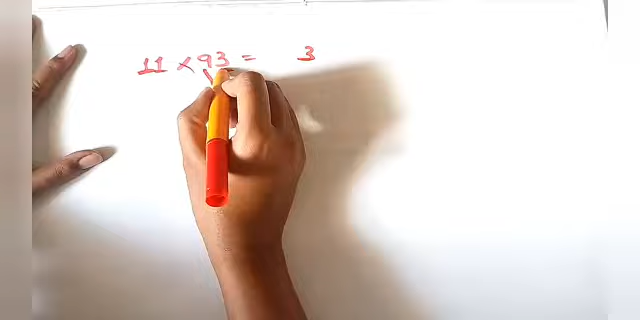 11 × 93 = 3